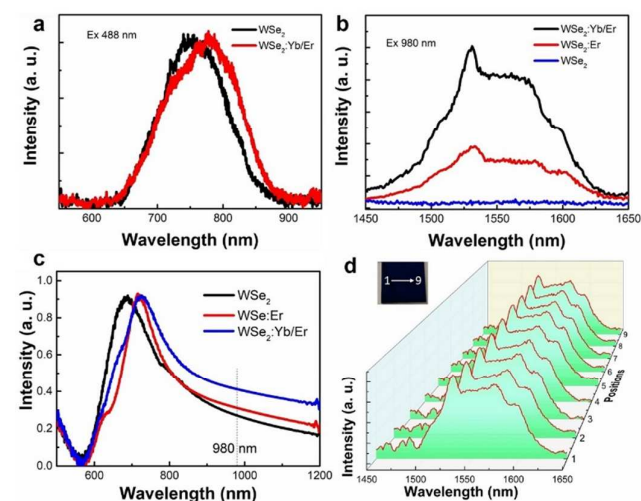 a
Ex 488 nm
WSe2
WSe2:Yb/Er
Intensity (a. u.)
600 700 800 900
Wavelength (nm)
b
Ex 980 nm
WSe2:Yb/Er
WSe2:Er
WSe2
Intensity (a. u.)
1450 1500 1550 1600 1650
Wavelength (nm)
c
WSe2
WSe:Er
WSe2:Yb/Er
1.0
0.8
0.6
0.4
0.2
0.0
Intensity (a. u.)
980 nm
600 800 1000 1200
Wavelength (nm)
d
1 9
Intensity (a. u.)
1450 1500 1550 1600 1650
Wavelength (nm)
1
2
3
4
5
6
7
8
9
Positions